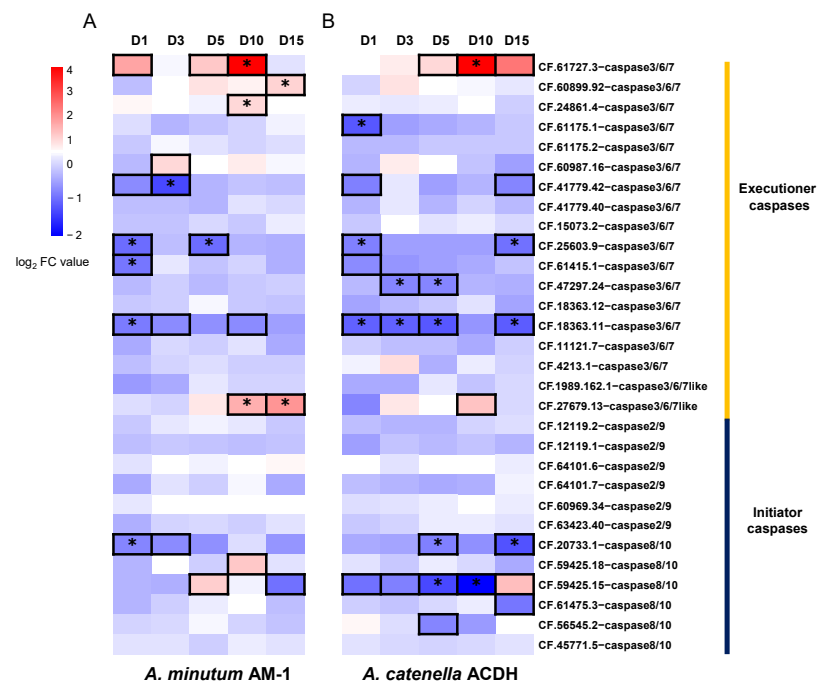 A
B
D1 D3 D5 D10 D15
D1 D3 D5 D10 D15
4
3
2
1
0
−1
−2
log2 FC value
CF.61727.3−caspase3/6/7
CF.60899.92−caspase3/6/7
CF.24861.4−caspase3/6/7
CF.61175.1−caspase3/6/7
CF.61175.2−caspase3/6/7
CF.60987.16−caspase3/6/7
CF.41779.42−caspase3/6/7
CF.41779.40−caspase3/6/7
CF.15073.2−caspase3/6/7
CF.25603.9−caspase3/6/7
CF.61415.1−caspase3/6/7
CF.47297.24−caspase3/6/7
CF.18363.12−caspase3/6/7
CF.18363.11−caspase3/6/7
CF.11121.7−caspase3/6/7
CF.4213.1−caspase3/6/7
CF.1989.162.1−caspase3/6/7like
CF.27679.13−caspase3/6/7like
CF.12119.2−caspase2/9
CF.12119.1−caspase2/9
CF.64101.6−caspase2/9
CF.64101.7−caspase2/9
CF.60969.34−caspase2/9
CF.63423.40−caspase2/9
CF.20733.1−caspase8/10
CF.59425.18−caspase8/10
CF.59425.15−caspase8/10
CF.61475.3−caspase8/10
CF.56545.2−caspase8/10
CF.45771.5−caspase8/10
Executioner
caspases
Initiator
caspases
A. minutum AM-1
A. catenella ACDH